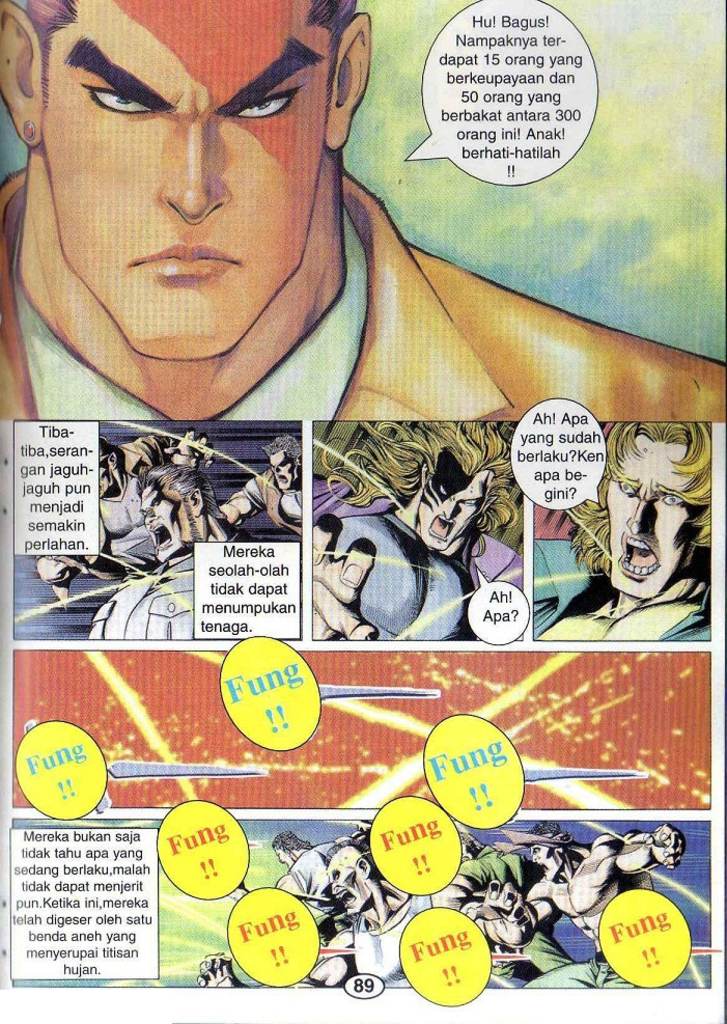 Hu! Bagus!
Nampaknya ter-
dapat 15 orang yang
berkeupayaan dan
50 orang yang
berbakat antara 300
orang ini! Anak!
berhati-hatilah
!!
Tiba-
tiba,seran-
gan jaguh-
jaguh pun
menjadi
semakin
perlahan.
Mereka
seolah-olah
tidak dapat
menumpukan
tenaga.
Ah!
Apa?
Ah! Apa
yang sudah
berlaku?Ken
apa be-
gini?
Fung
!!
Fung
!!
Fung
!!
Mereka bukan saja
tidak tahu apa yang
sedang berlaku,malah
tidak dapat menjerit
pun.Ketika ini,mereka
telah digeser oleh satu
benda aneh yang
menyerupai titisan
hujan.
Fung
!!
Fung
!!
Fung
!!
Fung
!!
Fung
!!
89